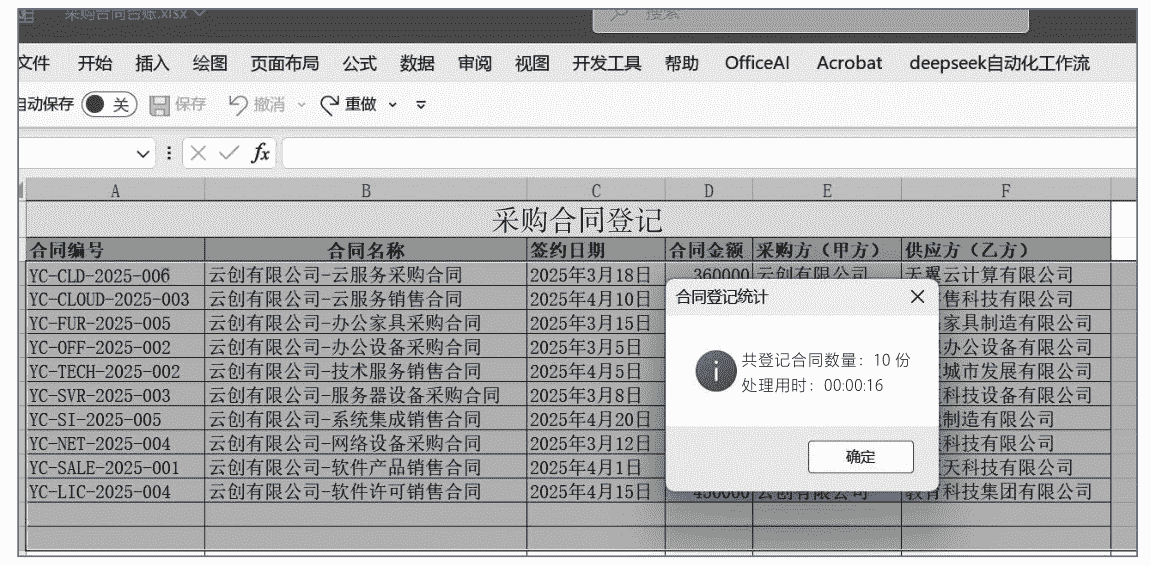 采购合同台账.xlsx
搜索
文件 开始 插入 绘图 页面布局 公式 数据 审阅 视图 开发工具 帮助 OfficeAI Acrobat deepseek自动化工作流
自动保存 关 保存 撤消 重做
fx
A B C D E F
采购合同登记
合同编号 合同名称 签约日期 合同金额 采购方（甲方） 供应方（乙方）
YC-CLD-2025-006 云创有限公司-云服务采购合同 2025年3月18日 360000 云创有限公司 天翼云计算有限公司
YC-CLOUD-2025-003 云创有限公司-云服务销售合同 2025年4月10日 售科技有限公司
YC-FUR-2025-005 云创有限公司-办公家具采购合同 2025年3月15日 家具制造有限公司
YC-OFF-2025-002 云创有限公司-办公设备采购合同 2025年3月5日 办公设备有限公司
YC-TECH-2025-002 云创有限公司-技术服务销售合同 2025年4月5日 城市发展有限公司
YC-SVR-2025-003 云创有限公司-服务器设备采购合同 2025年3月8日 科技设备有限公司
YC-SI-2025-005 云创有限公司-系统集成销售合同 2025年4月20日 制造有限公司
YC-NET-2025-004 云创有限公司-网络设备采购合同 2025年3月12日 科技有限公司
YC-SALE-2025-001 云创有限公司-软件产品销售合同 2025年4月1日 天科技有限公司
YC-LIC-2025-004 云创有限公司-软件许可销售合同 2025年4月15日 450000 云创有限公司 教育科技集团有限公司
合同登记统计
共登记合同数量：10 份
处理用时：00:00:16
确定